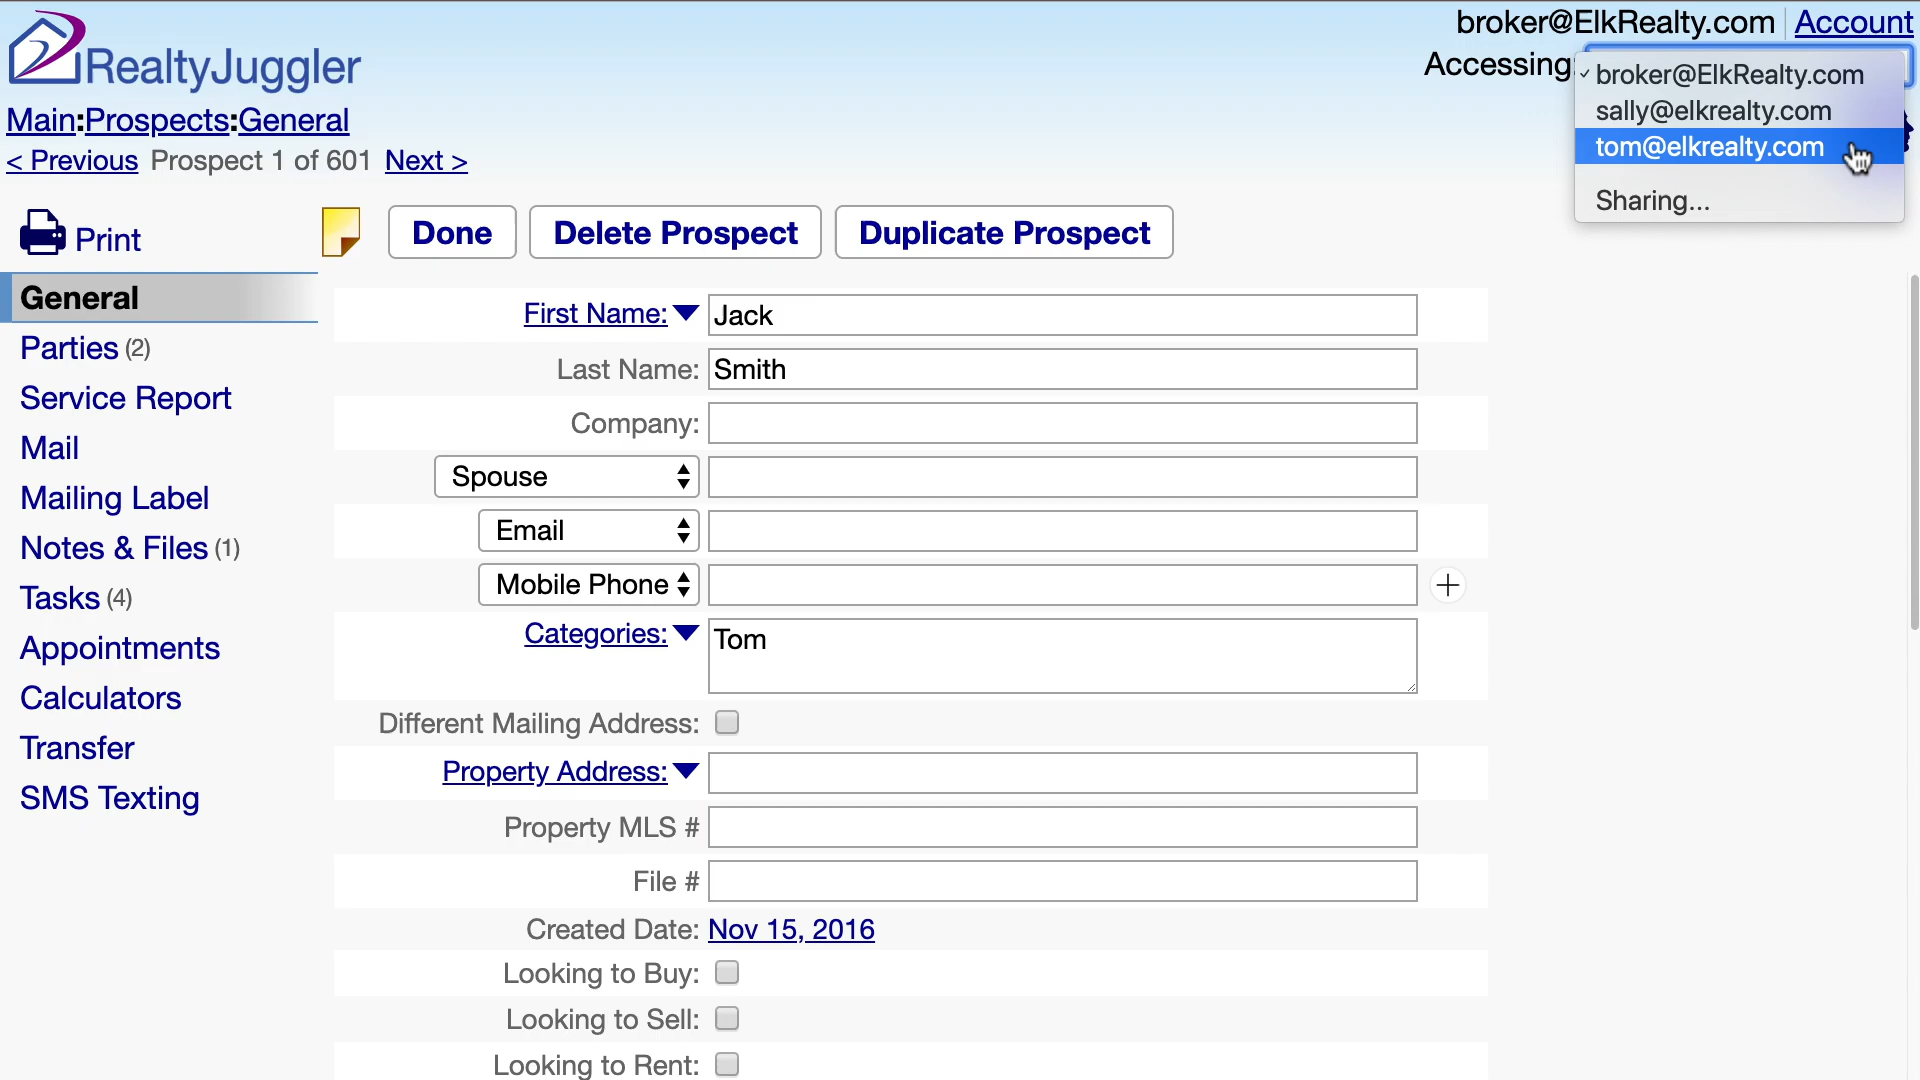 broker@ElkRealty.com Account
RealtyJuggler
Accessing:
✓ broker@ElkRealty.com
sally@elkrealty.com
tom@elkrealty.com
Sharing...
Main:Prospects:General
< Previous Prospect 1 of 601 Next >
Print
Done Delete Prospect Duplicate Prospect
General
Parties (2)
Service Report
Mail
Mailing Label
Notes & Files (1)
Tasks (4)
Appointments
Calculators
Transfer
SMS Texting
First Name: Jack
Last Name: Smith
Company:
Spouse
Email
Mobile Phone
Categories: Tom
Different Mailing Address:
Property Address:
Property MLS #
File #
Created Date: Nov 15, 2016
Looking to Buy:
Looking to Sell:
Looking to Rent: